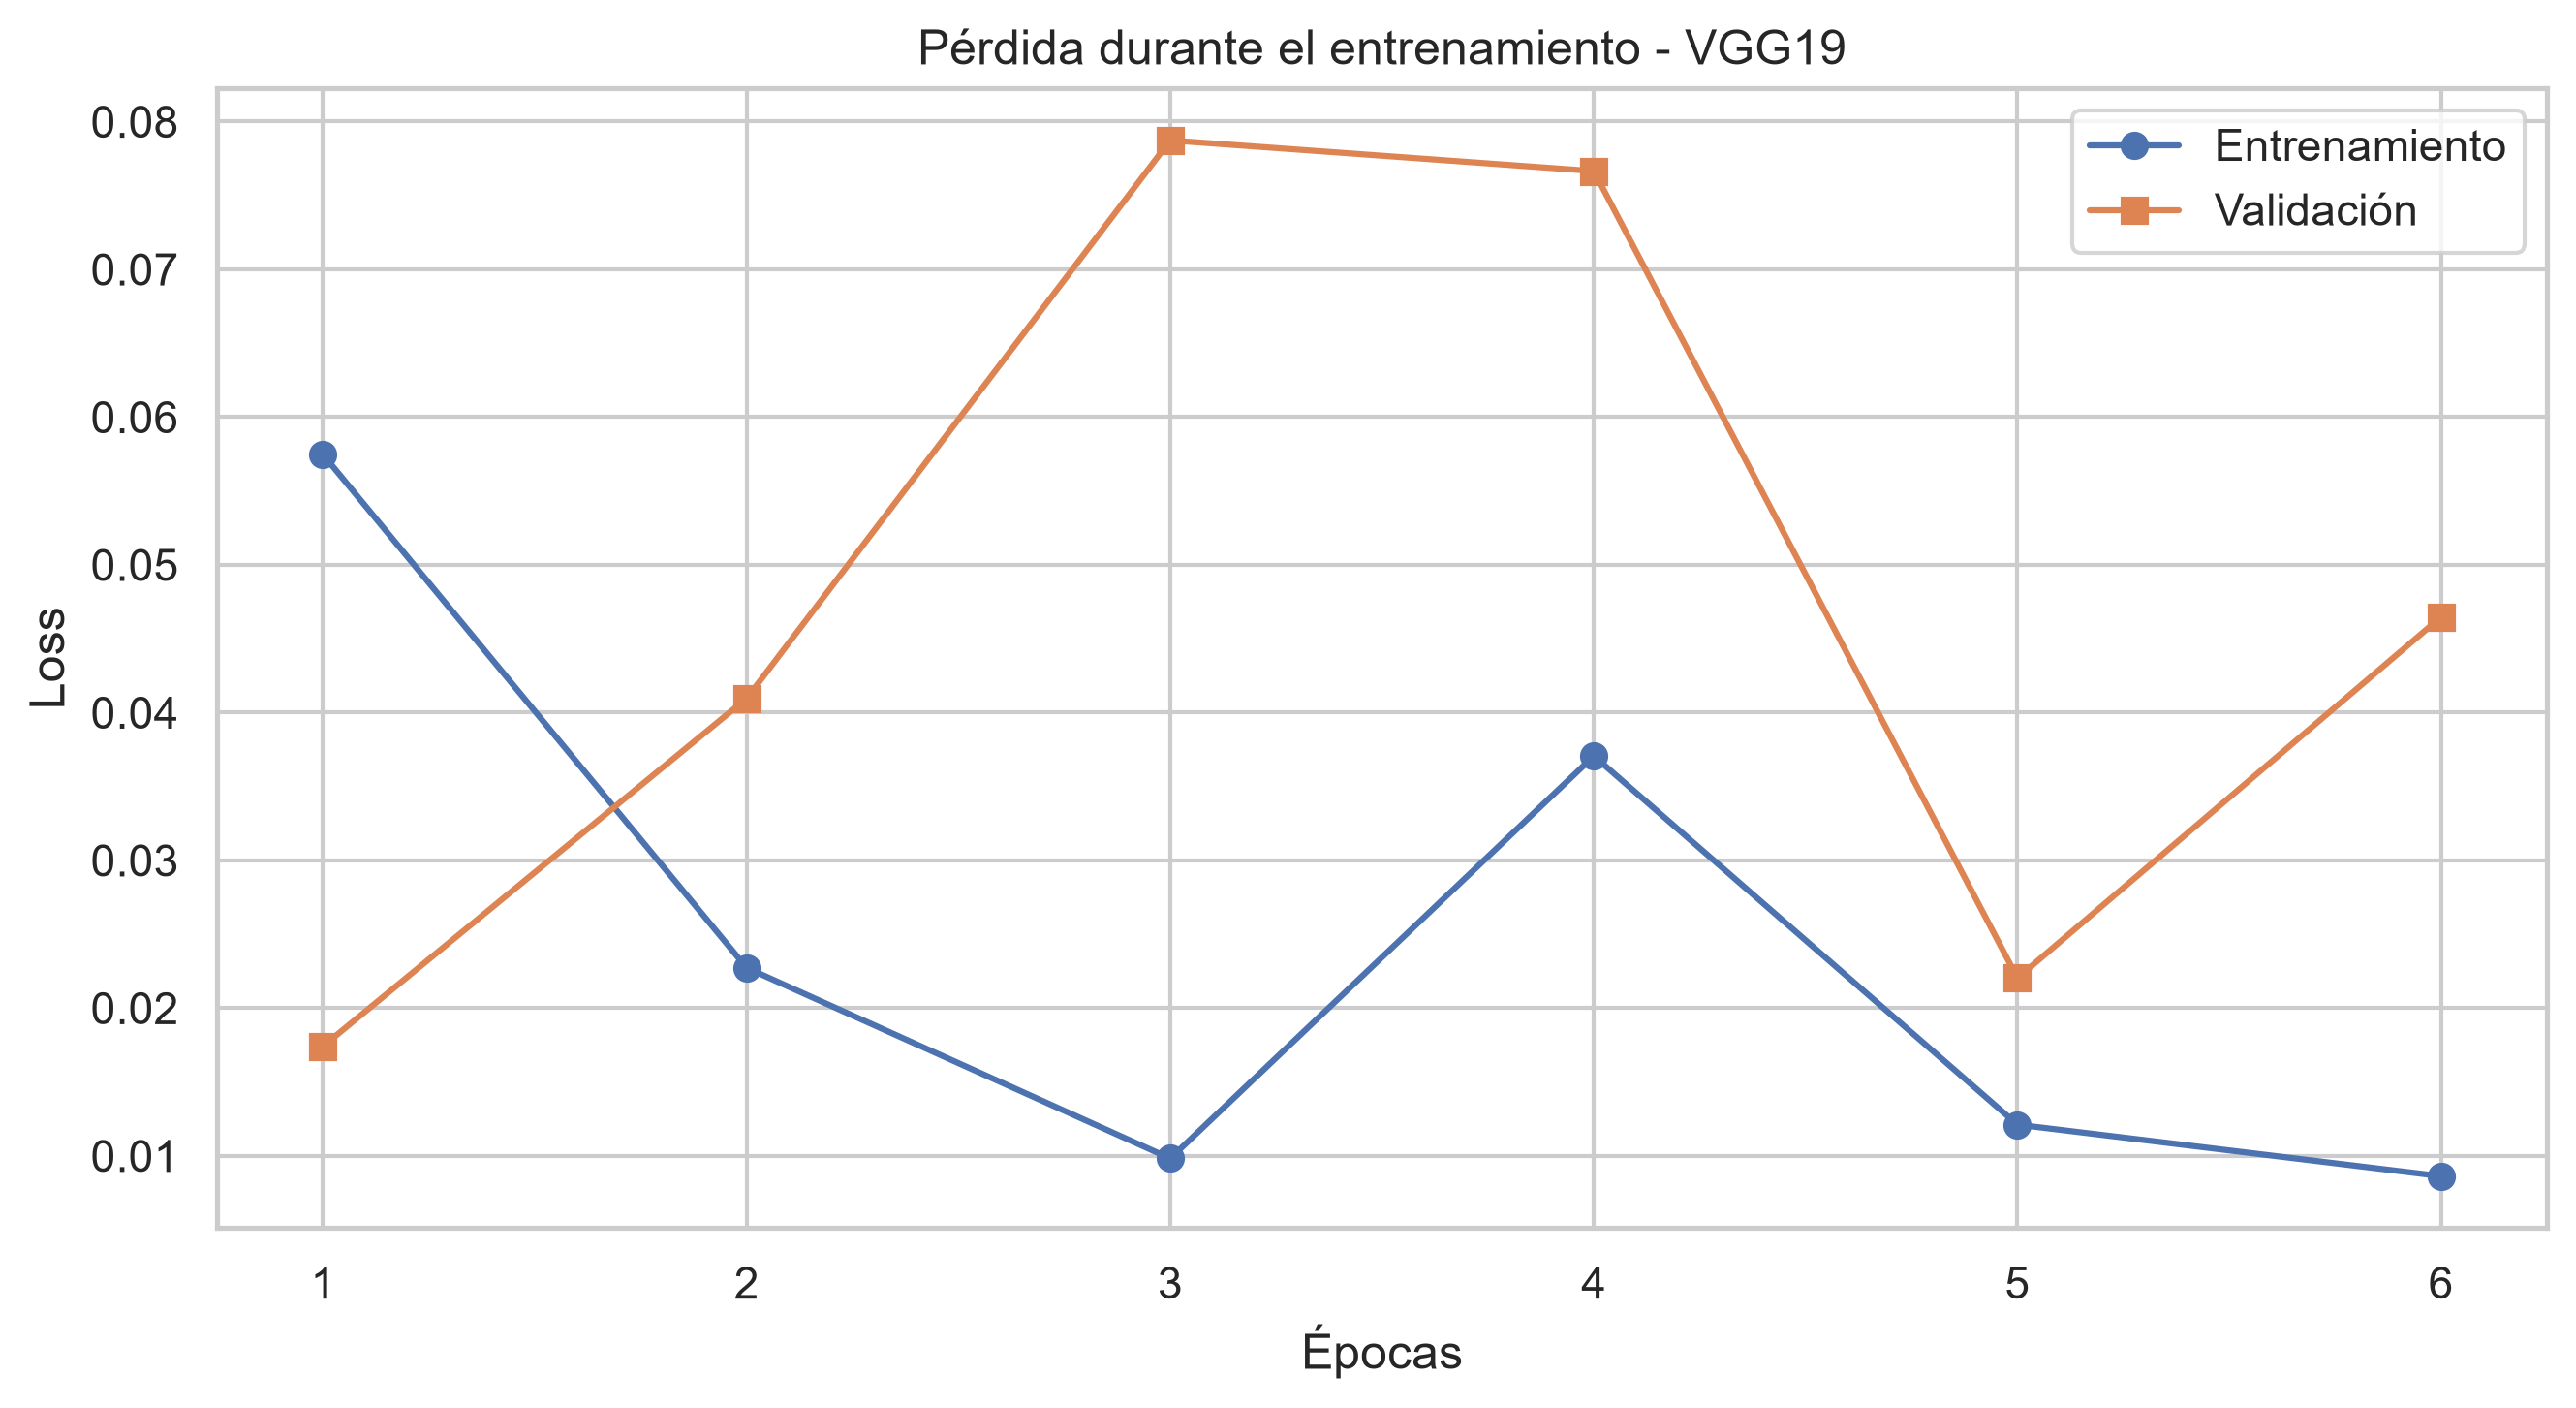 Pérdida durante el entrenamiento - VGG19
0.08
0.07
0.06
0.05
0.04
0.03
0.02
0.01
Loss
Entrenamiento
Validación
1 2 3 4 5 6
Épocas